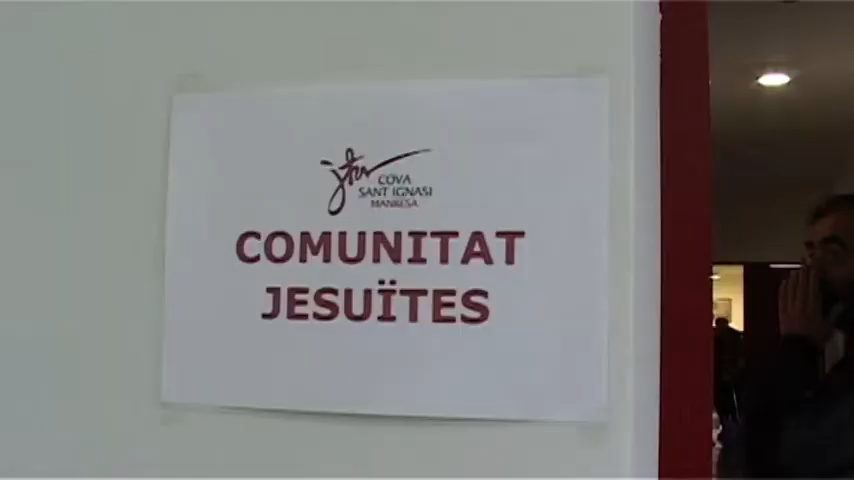 COVA
SANT IGNASI
MANRESA
COMUNITAT
JESUÏTES